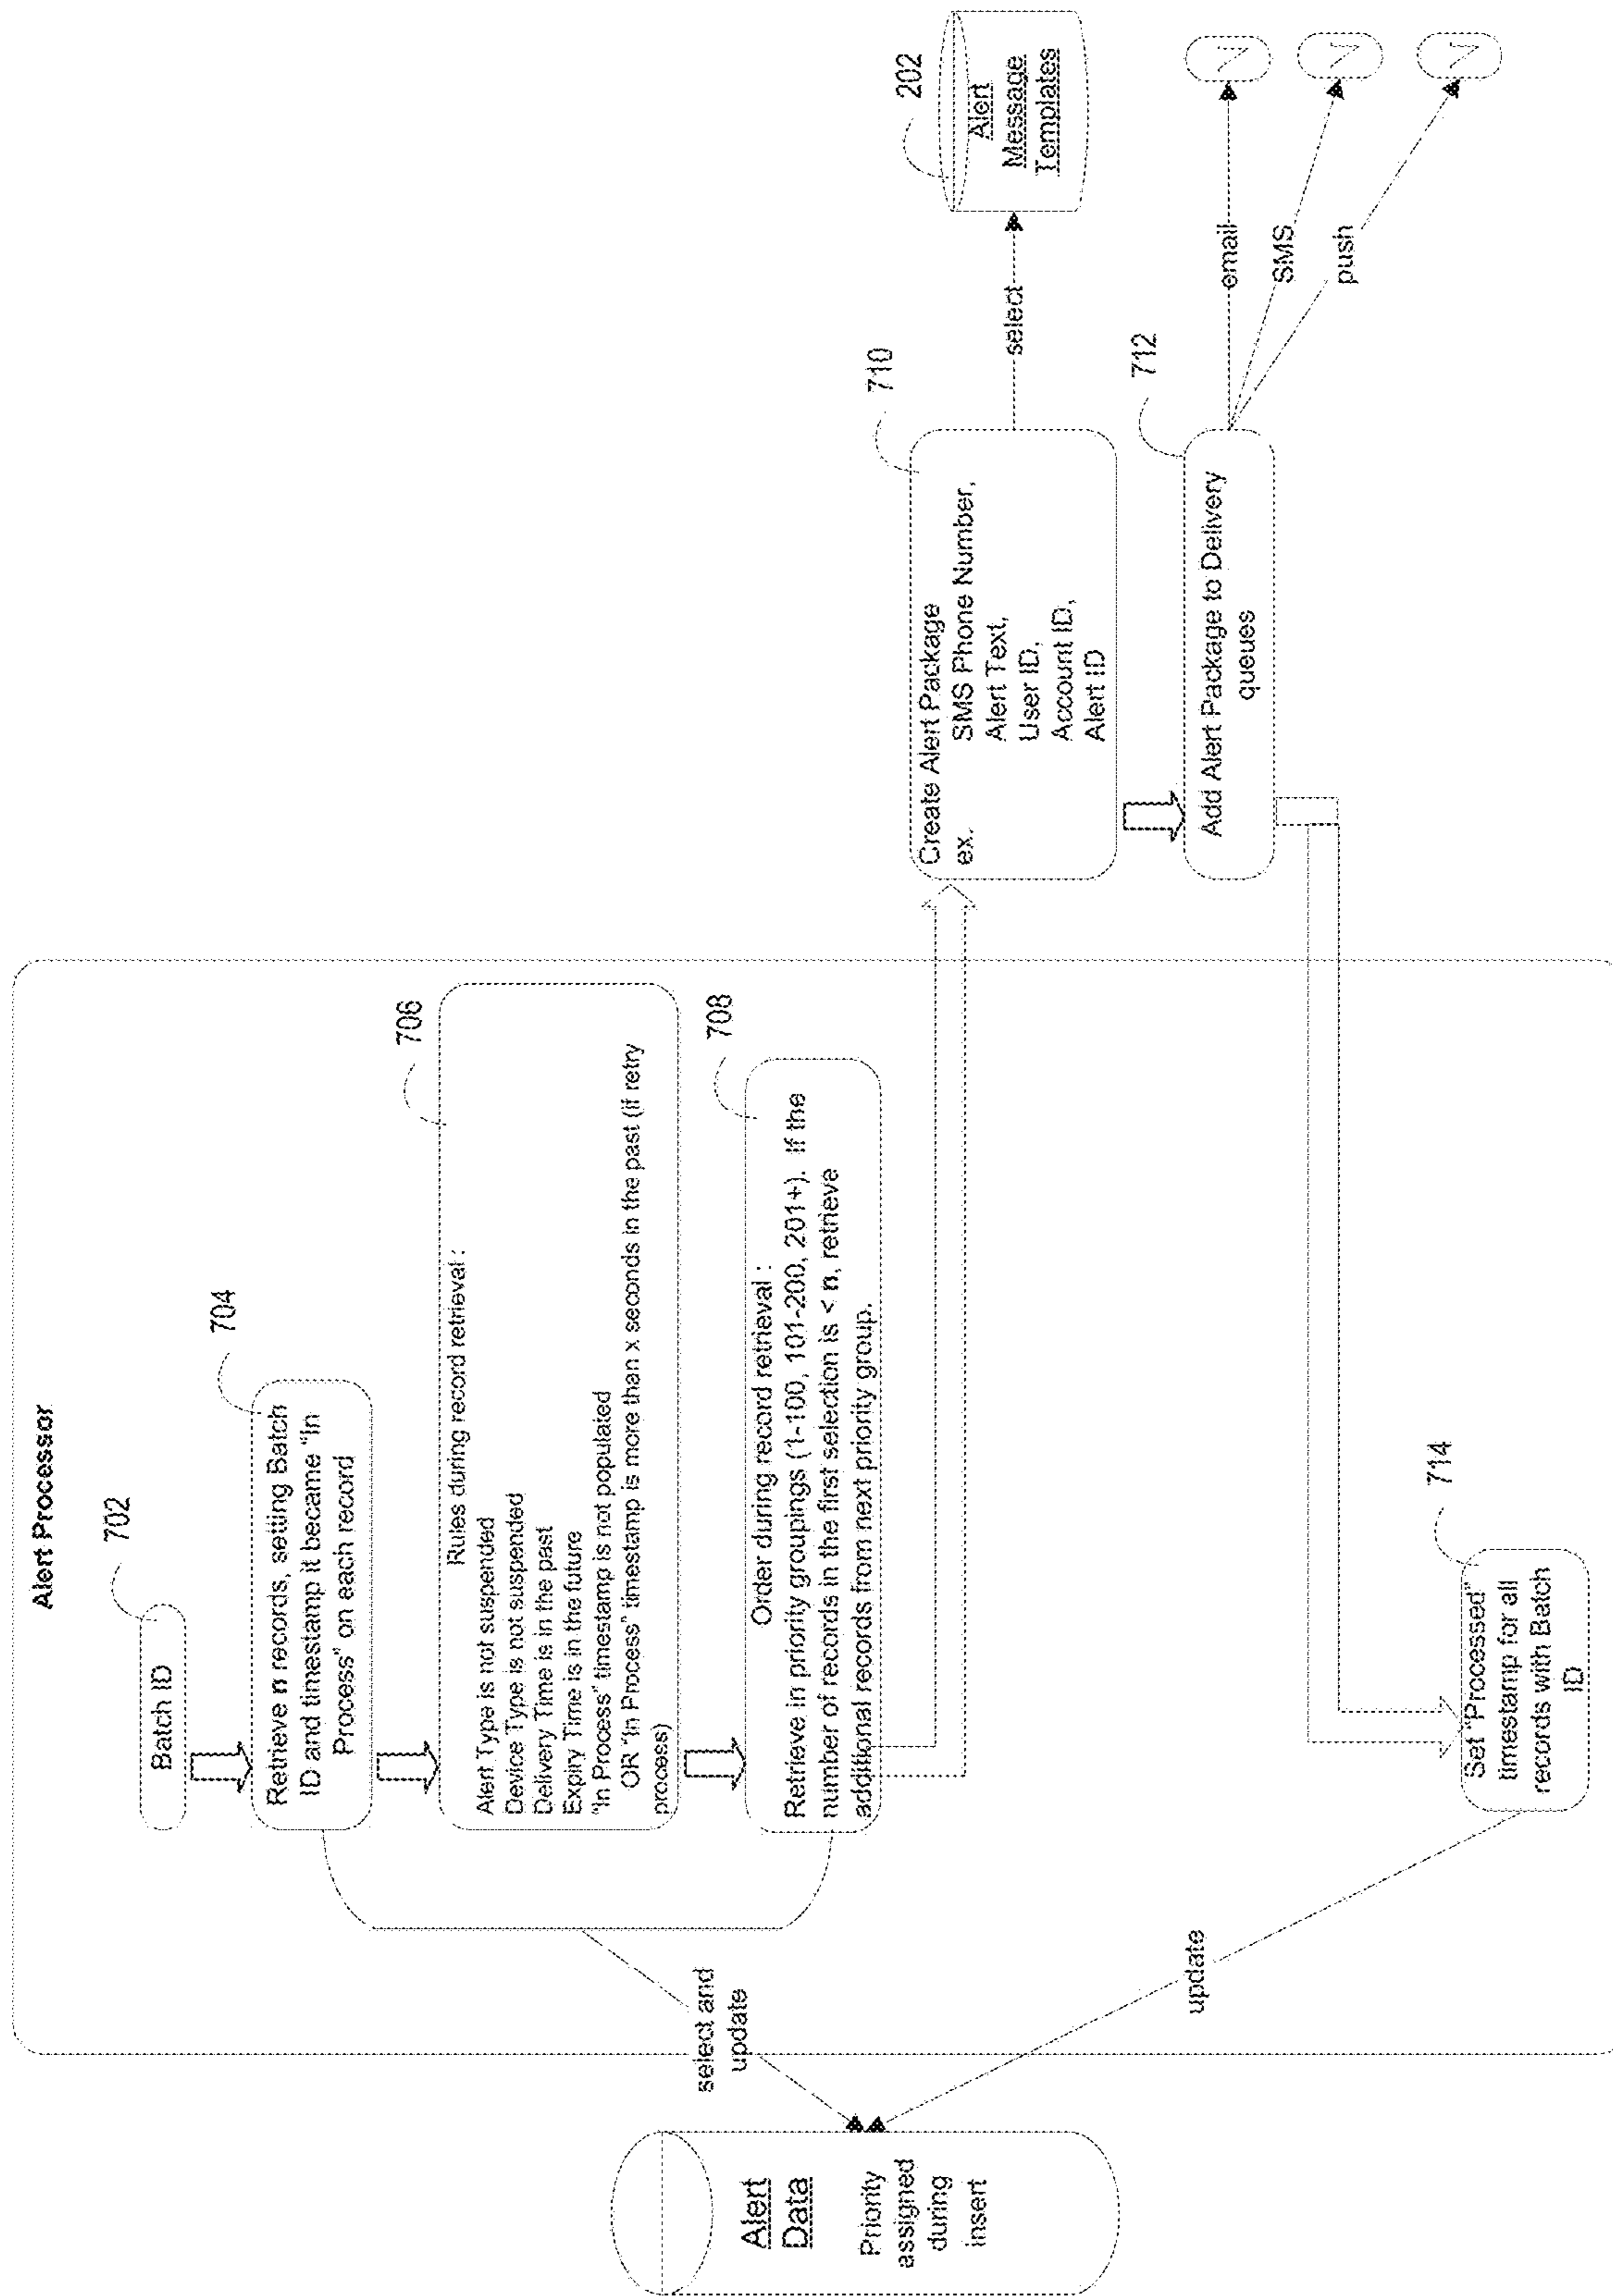 Alert Processor
702
Batch ID
704
Retrieve n records, setting Batch
ID and timestamp it became "In
Process" on each record
706
Rules during record retrieval :
Alert Type is not suspended
Device Type is not suspended
Delivery Time is in the past
Expiry Time is in the future
"In Process" timestamp is not populated
OR "In Process" timestamp is more than x seconds in the past (if retry
process)
708
Order during record retrieval :
Retrieve in priority groupings (1-100, 101-200, 201+). If the
number of records in the first selection is < n, retrieve
additional records from next priority group.
select and
update
Alert
Data
Priority
assigned
during
insert
710
Create Alert Package
ex. SMS Phone Number,
Alert Text,
User ID,
Account ID,
Alert ID
select
202
Alert
Message
Templates
712
Add Alert Package to Delivery
queues
email
SMS
push
714
Set "Processed"
timestamp for all
records with Batch
ID
update